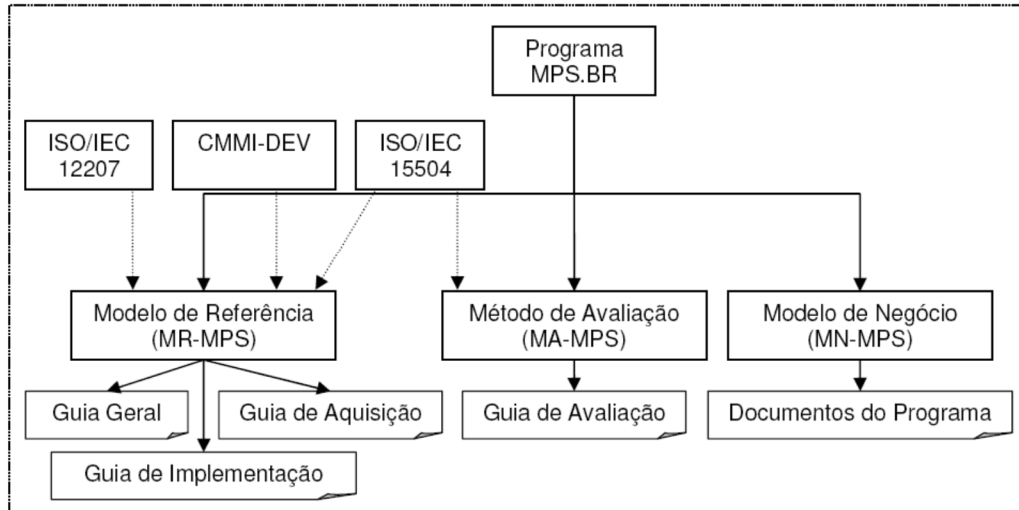 Programa
MPS.BR
ISO/IEC
12207
CMMI-DEV
ISO/IEC
15504
Modelo de Referência
(MR-MPS)
Método de Avaliação
(MA-MPS)
Modelo de Negócio
(MN-MPS)
Guia Geral
Guia de Aquisição
Guia de Avaliação
Documentos do Programa
Guia de Implementação